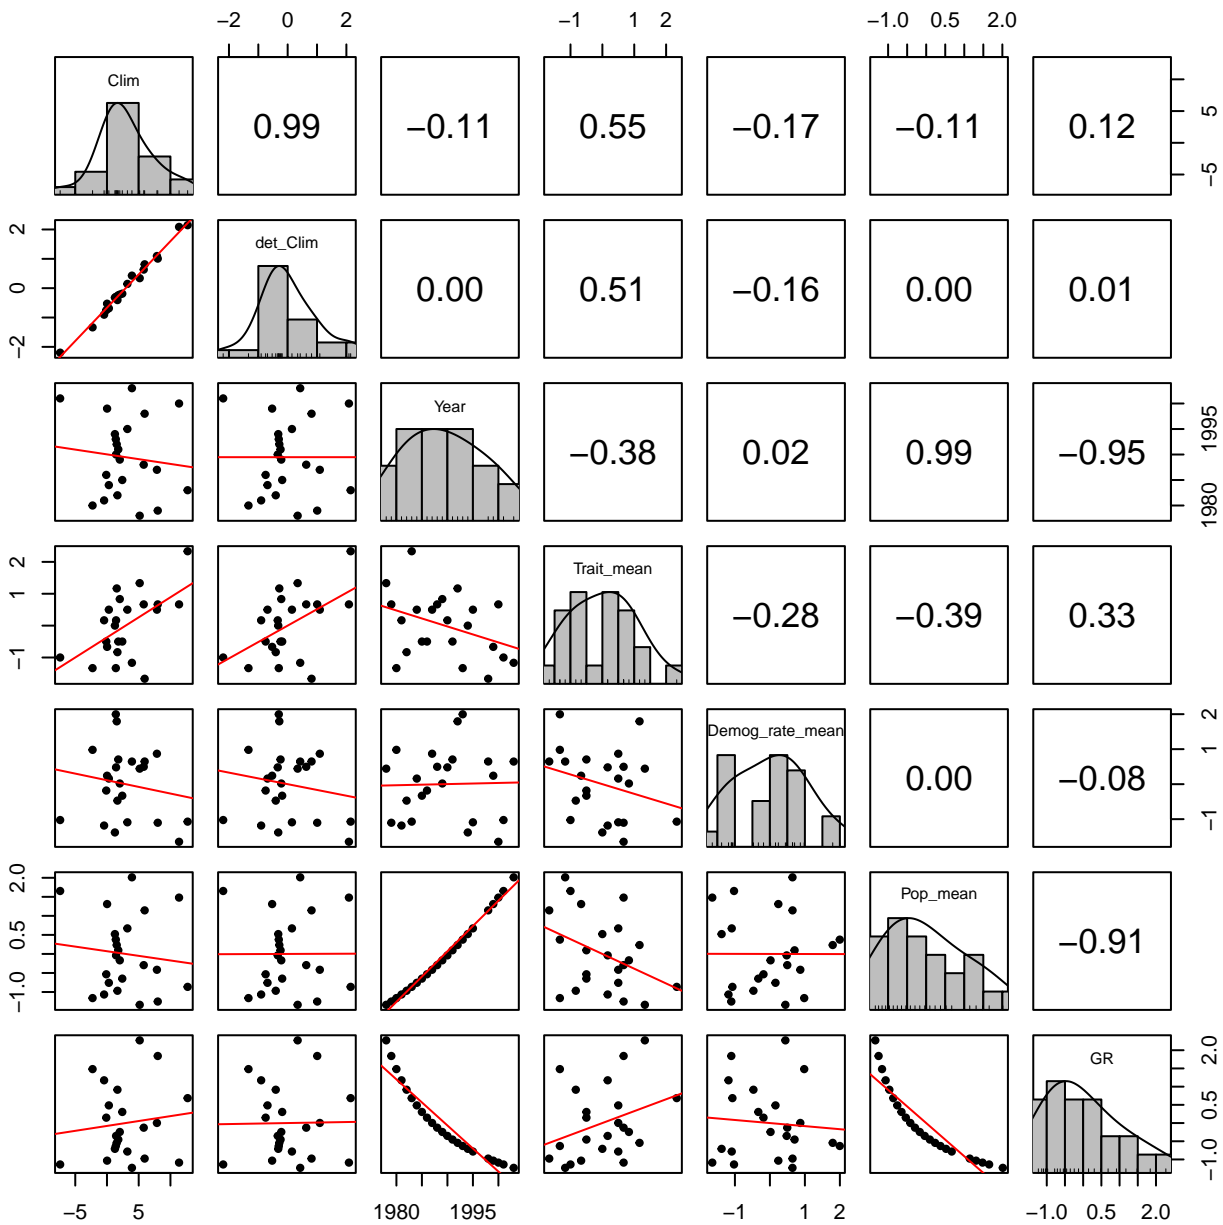 −2 0 2 −1 1 2 −1.0 0.5 2.0
Clim 0.99 −0.11 0.55 −0.17 −0.11 0.12 −5 5
−2 0 2 det_Clim 0.00 0.51 −0.16 0.00 0.01
Year −0.38 0.02 0.99 −0.95 1980 1995
−1 1 2 Trait_mean −0.28 −0.39 0.33
Demog_rate_mean 0.00 −0.08 −1 1 2
−1.0 0.5 2.0 Pop_mean −0.91
GR −1.0 0.5 2.0
−5 5 1980 1995 −1 1 2 −1.0 0.5 2.0